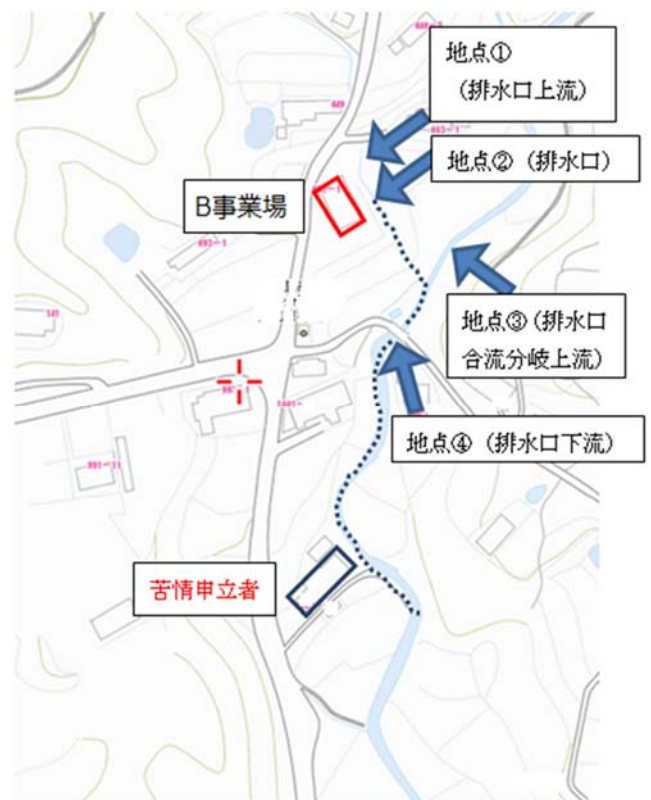 地点①
(排水口上流)
地点②(排水口)
B事業場
地点③(排水口
合流分岐上流)
地点④(排水口下流)
苦情申立者